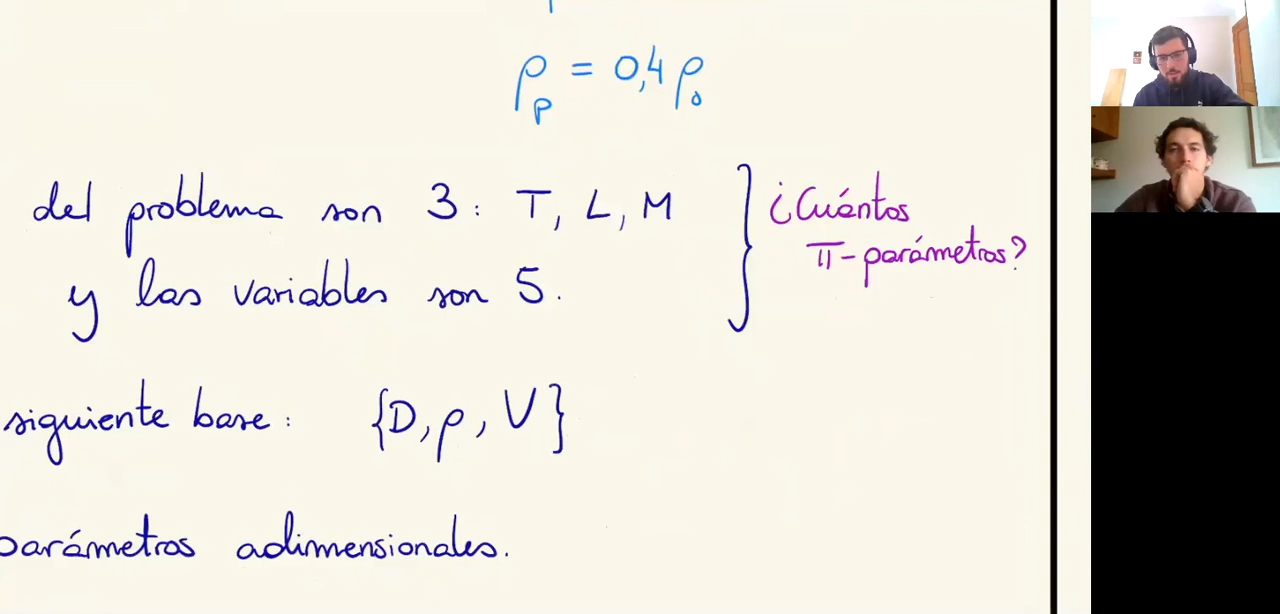 ρₚ = 0,4 ρ₀
del problema son 3: T, L, M
¿Cuántos
π-parámetros?
y las variables son 5.
siguiente base: {D, ρ, V}
parámetros adimensionales.